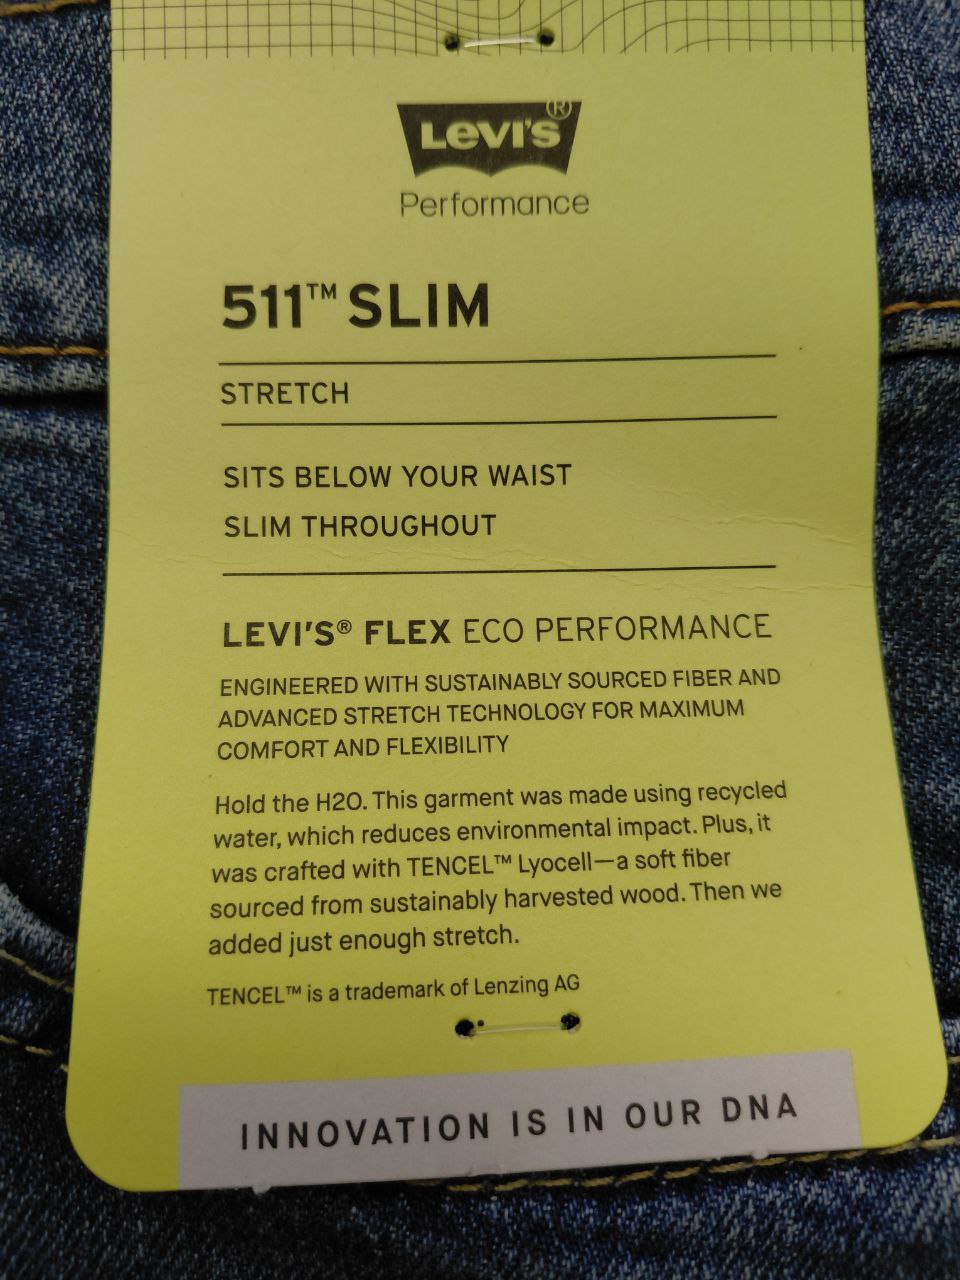 LEVI'S®
Performance
511™ SLIM
STRETCH
SITS BELOW YOUR WAIST
SLIM THROUGHOUT
LEVI'S® FLEX ECO PERFORMANCE
ENGINEERED WITH SUSTAINABLY SOURCED FIBER AND
ADVANCED STRETCH TECHNOLOGY FOR MAXIMUM
COMFORT AND FLEXIBILITY
Hold the H2O. This garment was made using recycled
water, which reduces environmental impact. Plus, it
was crafted with TENCEL™ Lyocell—a soft fiber
sourced from sustainably harvested wood. Then we
added just enough stretch.
TENCEL™ is a trademark of Lenzing AG
INNOVATION IS IN OUR DNA